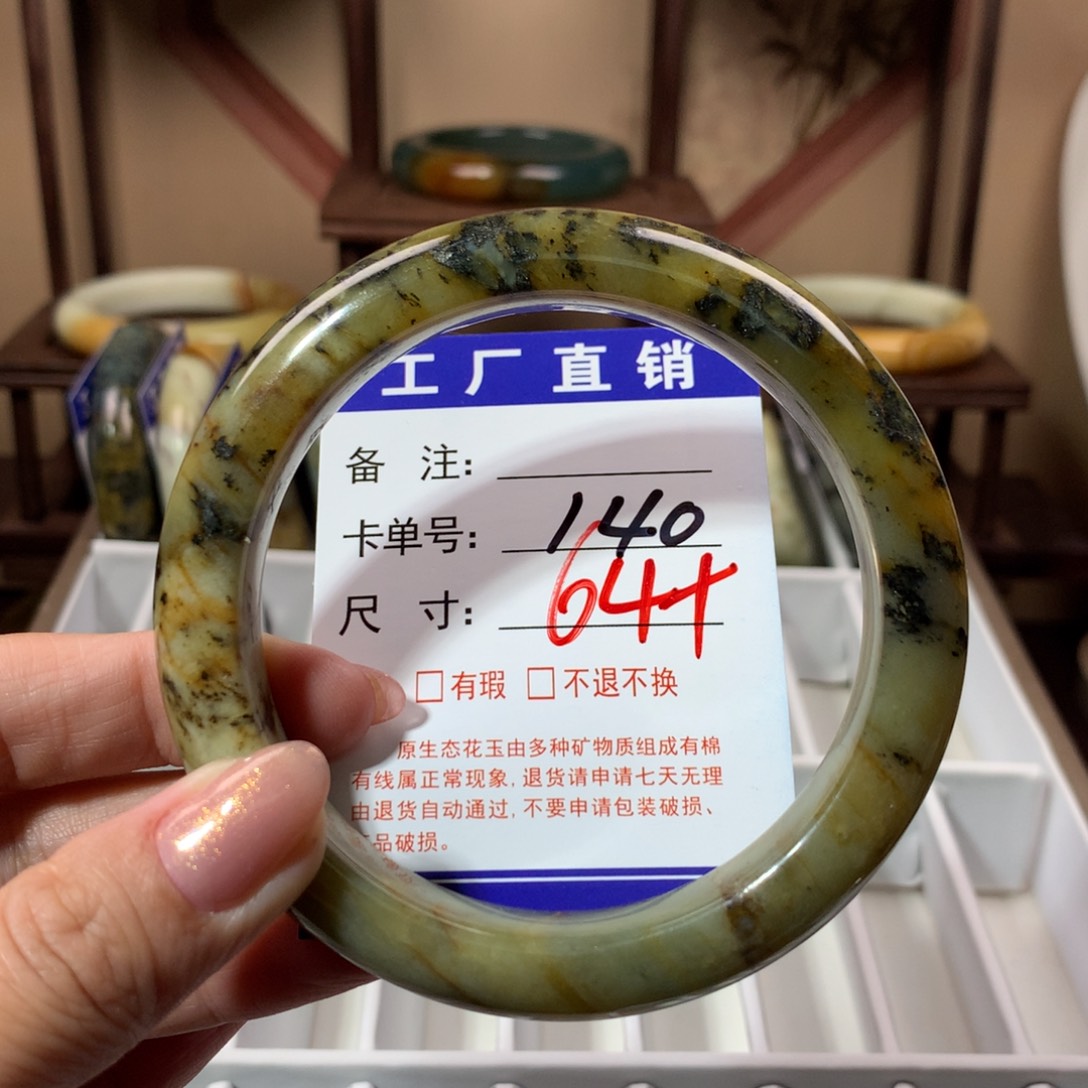 工厂直销
备 注:
卡单号: 140
尺 寸: 64+
□有瑕 □不退不换
原生态花玉由多种矿物质组成有棉
有线属正常现象,退货请申请七天无理
由退货自动通过,不要申请包装破损、
品破损。